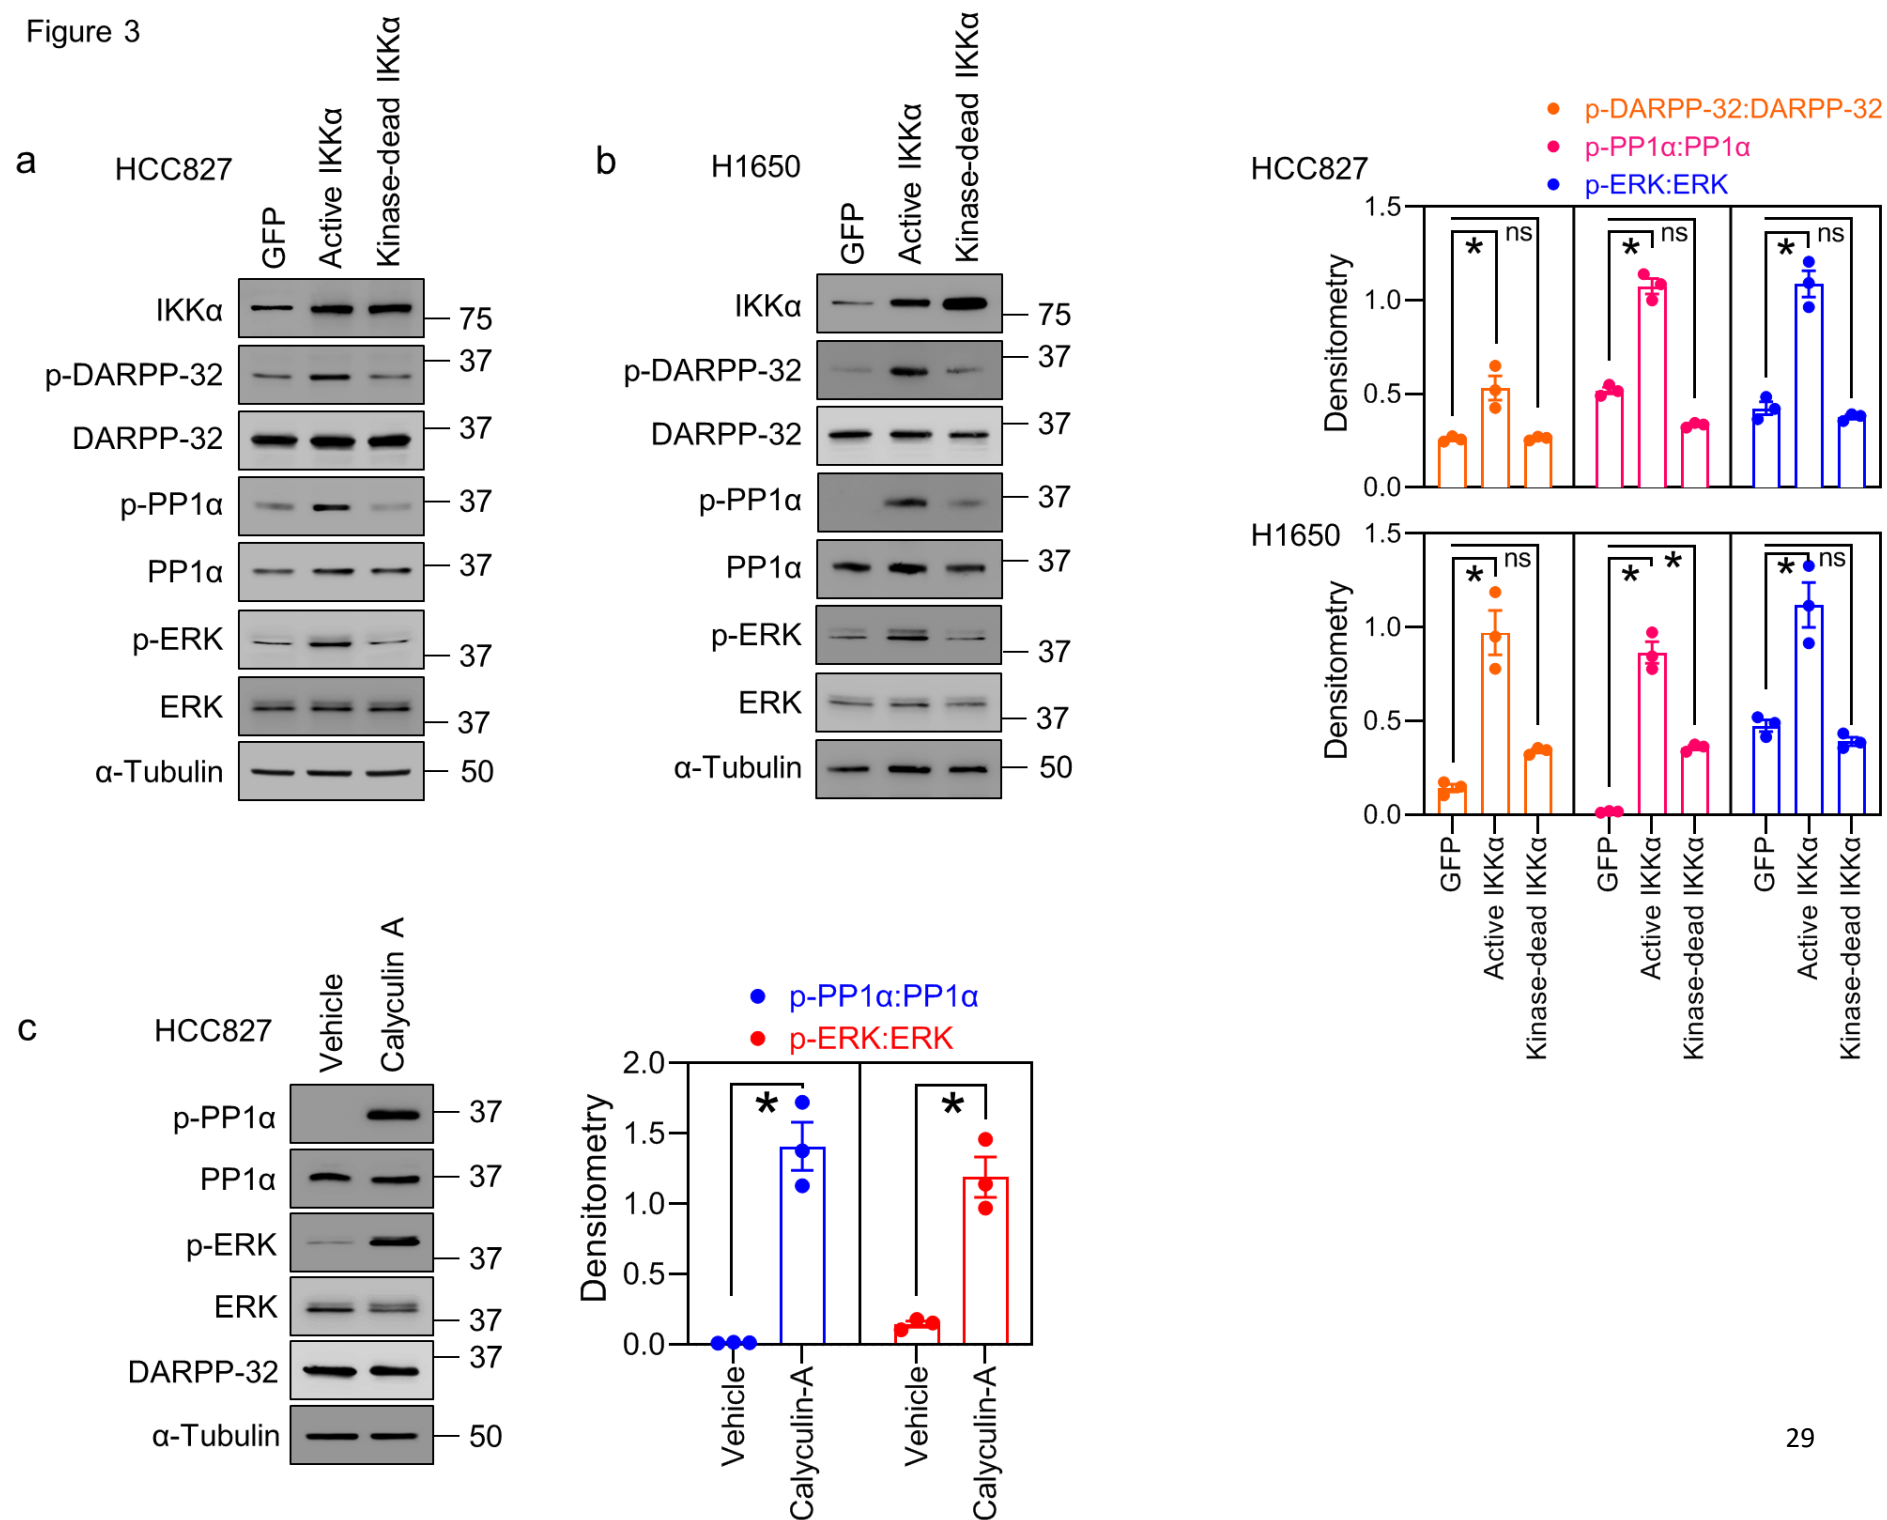 Figure 3
a
HCC827
GFP
Active IKKα
Kinase-dead IKKα
IKKα
75
p-DARPP-32
37
DARPP-32
37
p-PP1α
37
PP1α
37
p-ERK
37
ERK
37
α-Tubulin
50
b
H1650
GFP
Active IKKα
Kinase-dead IKKα
IKKα
75
p-DARPP-32
37
DARPP-32
37
p-PP1α
37
PP1α
37
p-ERK
37
ERK
37
α-Tubulin
50
p-DARPP-32:DARPP-32
p-PP1α:PP1α
p-ERK:ERK
HCC827
Densitometry
1.5
1.0
0.5
0.0
* ns * ns * ns
H1650
Densitometry
1.5
1.0
0.5
0.0
* ns * * * ns
GFP
Active IKKα
Kinase-dead IKKα
GFP
Active IKKα
Kinase-dead IKKα
GFP
Active IKKα
Kinase-dead IKKα
c
HCC827
Vehicle
Calyculin A
p-PP1α
37
PP1α
37
p-ERK
37
ERK
37
DARPP-32
37
α-Tubulin
50
p-PP1α:PP1α
p-ERK:ERK
Densitometry
2.0
1.5
1.0
0.5
0.0
* *
Vehicle
Calyculin-A
Vehicle
Calyculin-A
29